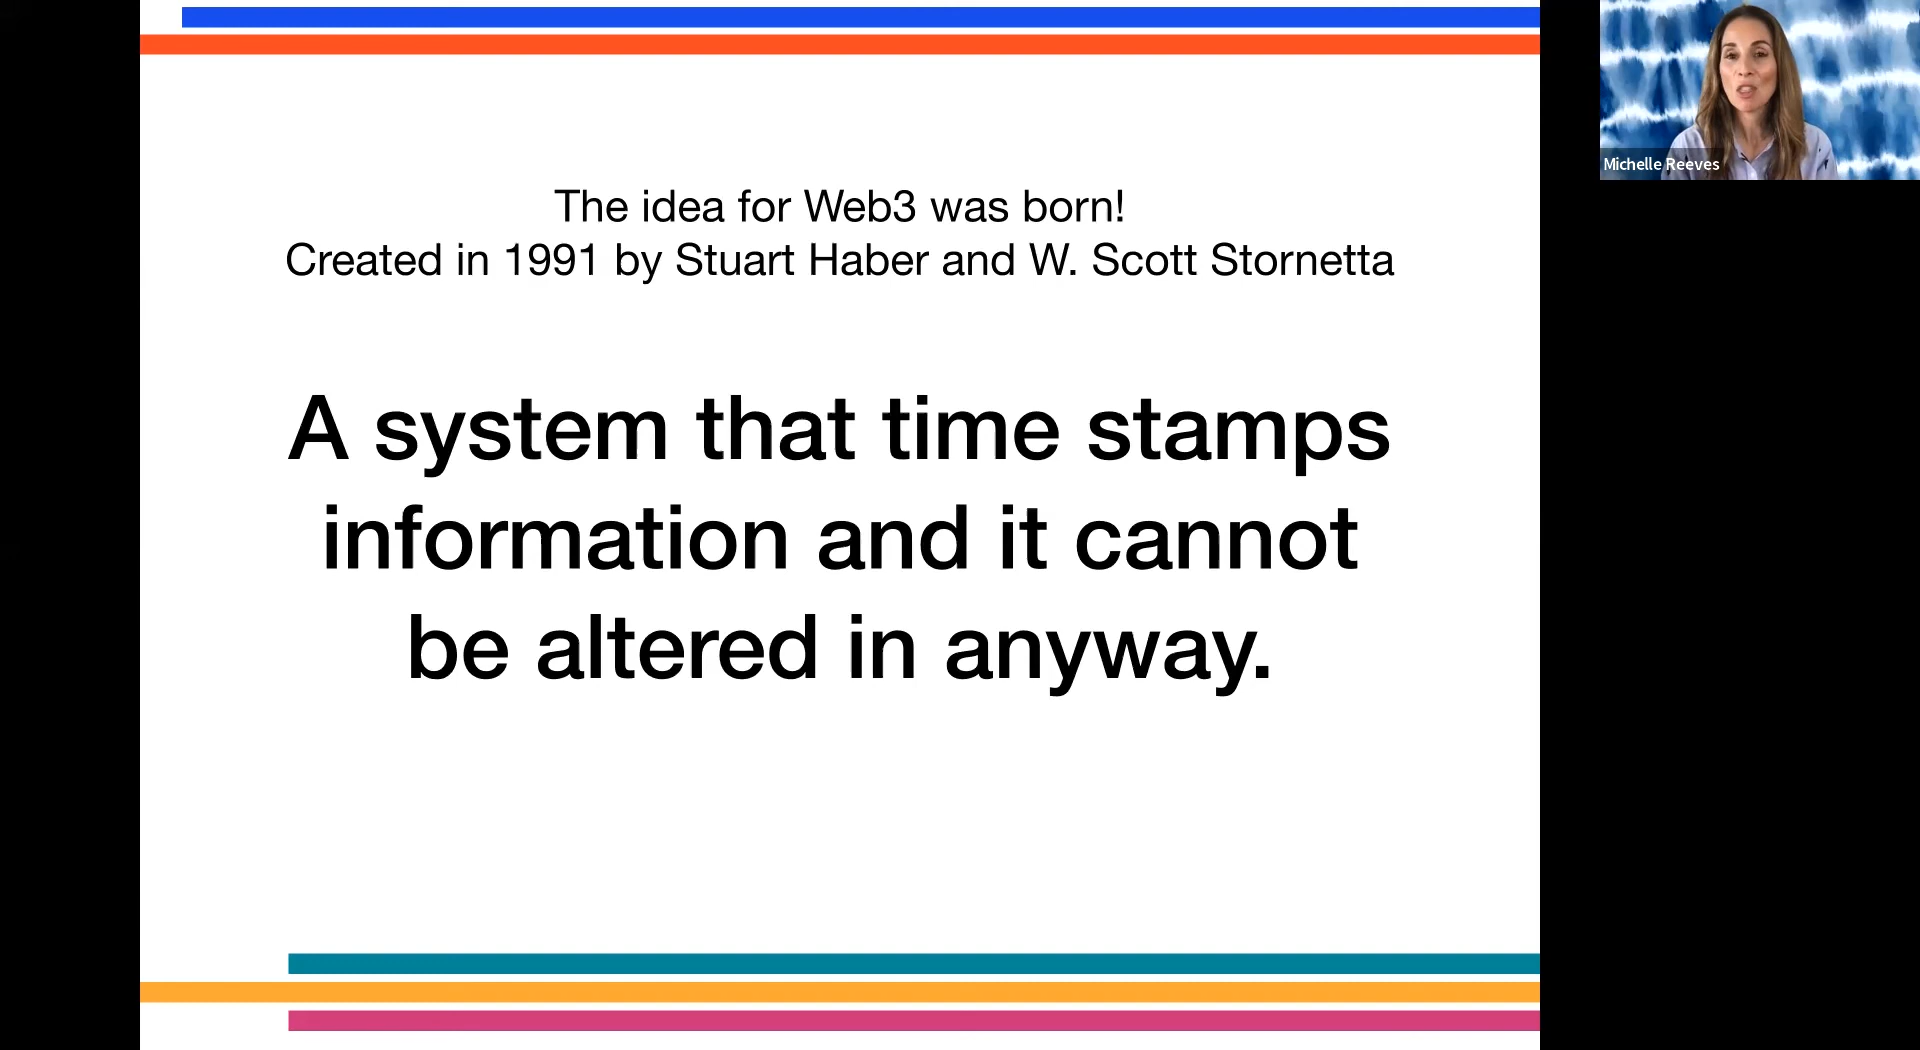 The idea for Web3 was born!
Created in 1991 by Stuart Haber and W. Scott Stornetta
A system that time stamps
information and it cannot
be altered in anyway.
Michelle Reeves